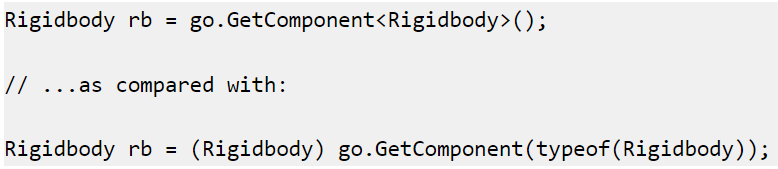 Rigidbody rb = go.GetComponent<Rigidbody>();
// ...as compared with:
Rigidbody rb = (Rigidbody) go.GetComponent(typeof(Rigidbody));